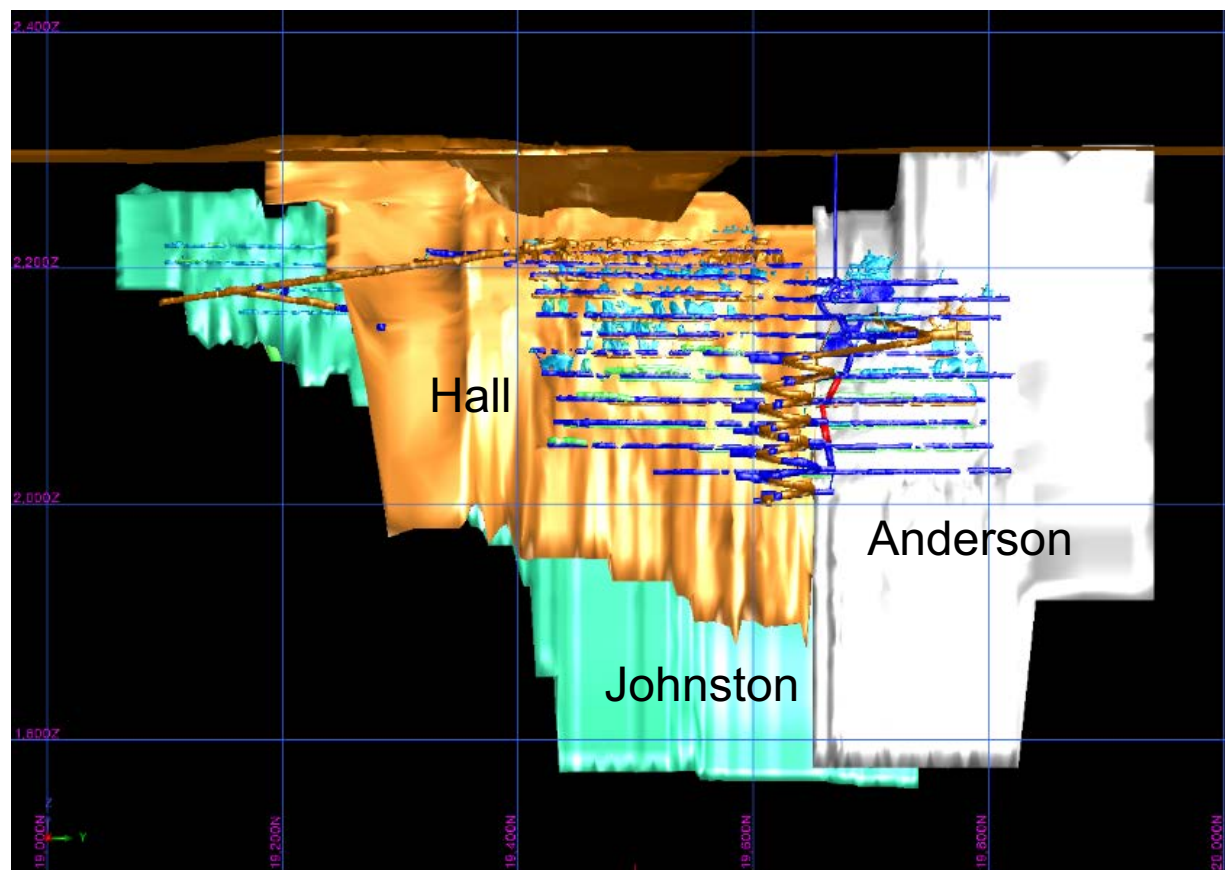 2,400Z
2,200Z
Hall
2,000Z
Anderson
Johnston
1,800Z
Z
Y
19,000N
19,200N
19,400N
19,600N
19,800N
20,000N